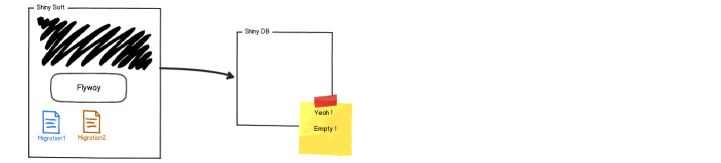 Shiny Soft
Shiny DB
Flyway
Yeah !
Empty !
Migration1
Migration2